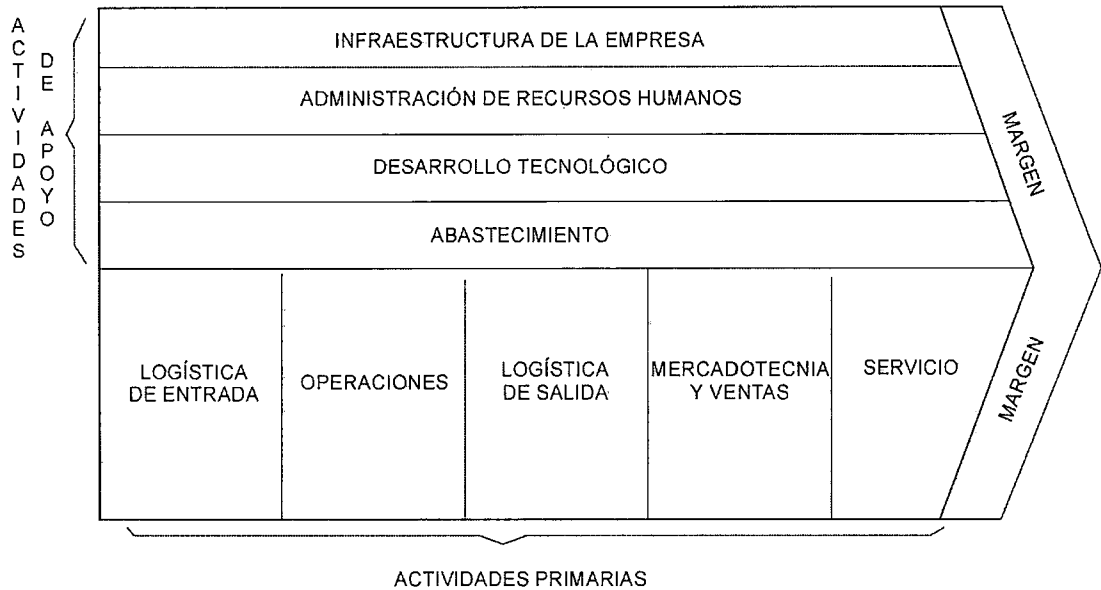 ACTIVIDADES
DE APOYO
INFRAESTRUCTURA DE LA EMPRESA
ADMINISTRACIÓN DE RECURSOS HUMANOS
DESARROLLO TECNOLÓGICO
ABASTECIMIENTO
MARGEN
LOGÍSTICA
DE ENTRADA
OPERACIONES
LOGÍSTICA
DE SALIDA
MERCADOTECNIA
Y VENTAS
SERVICIO
MARGEN
ACTIVIDADES PRIMARIAS